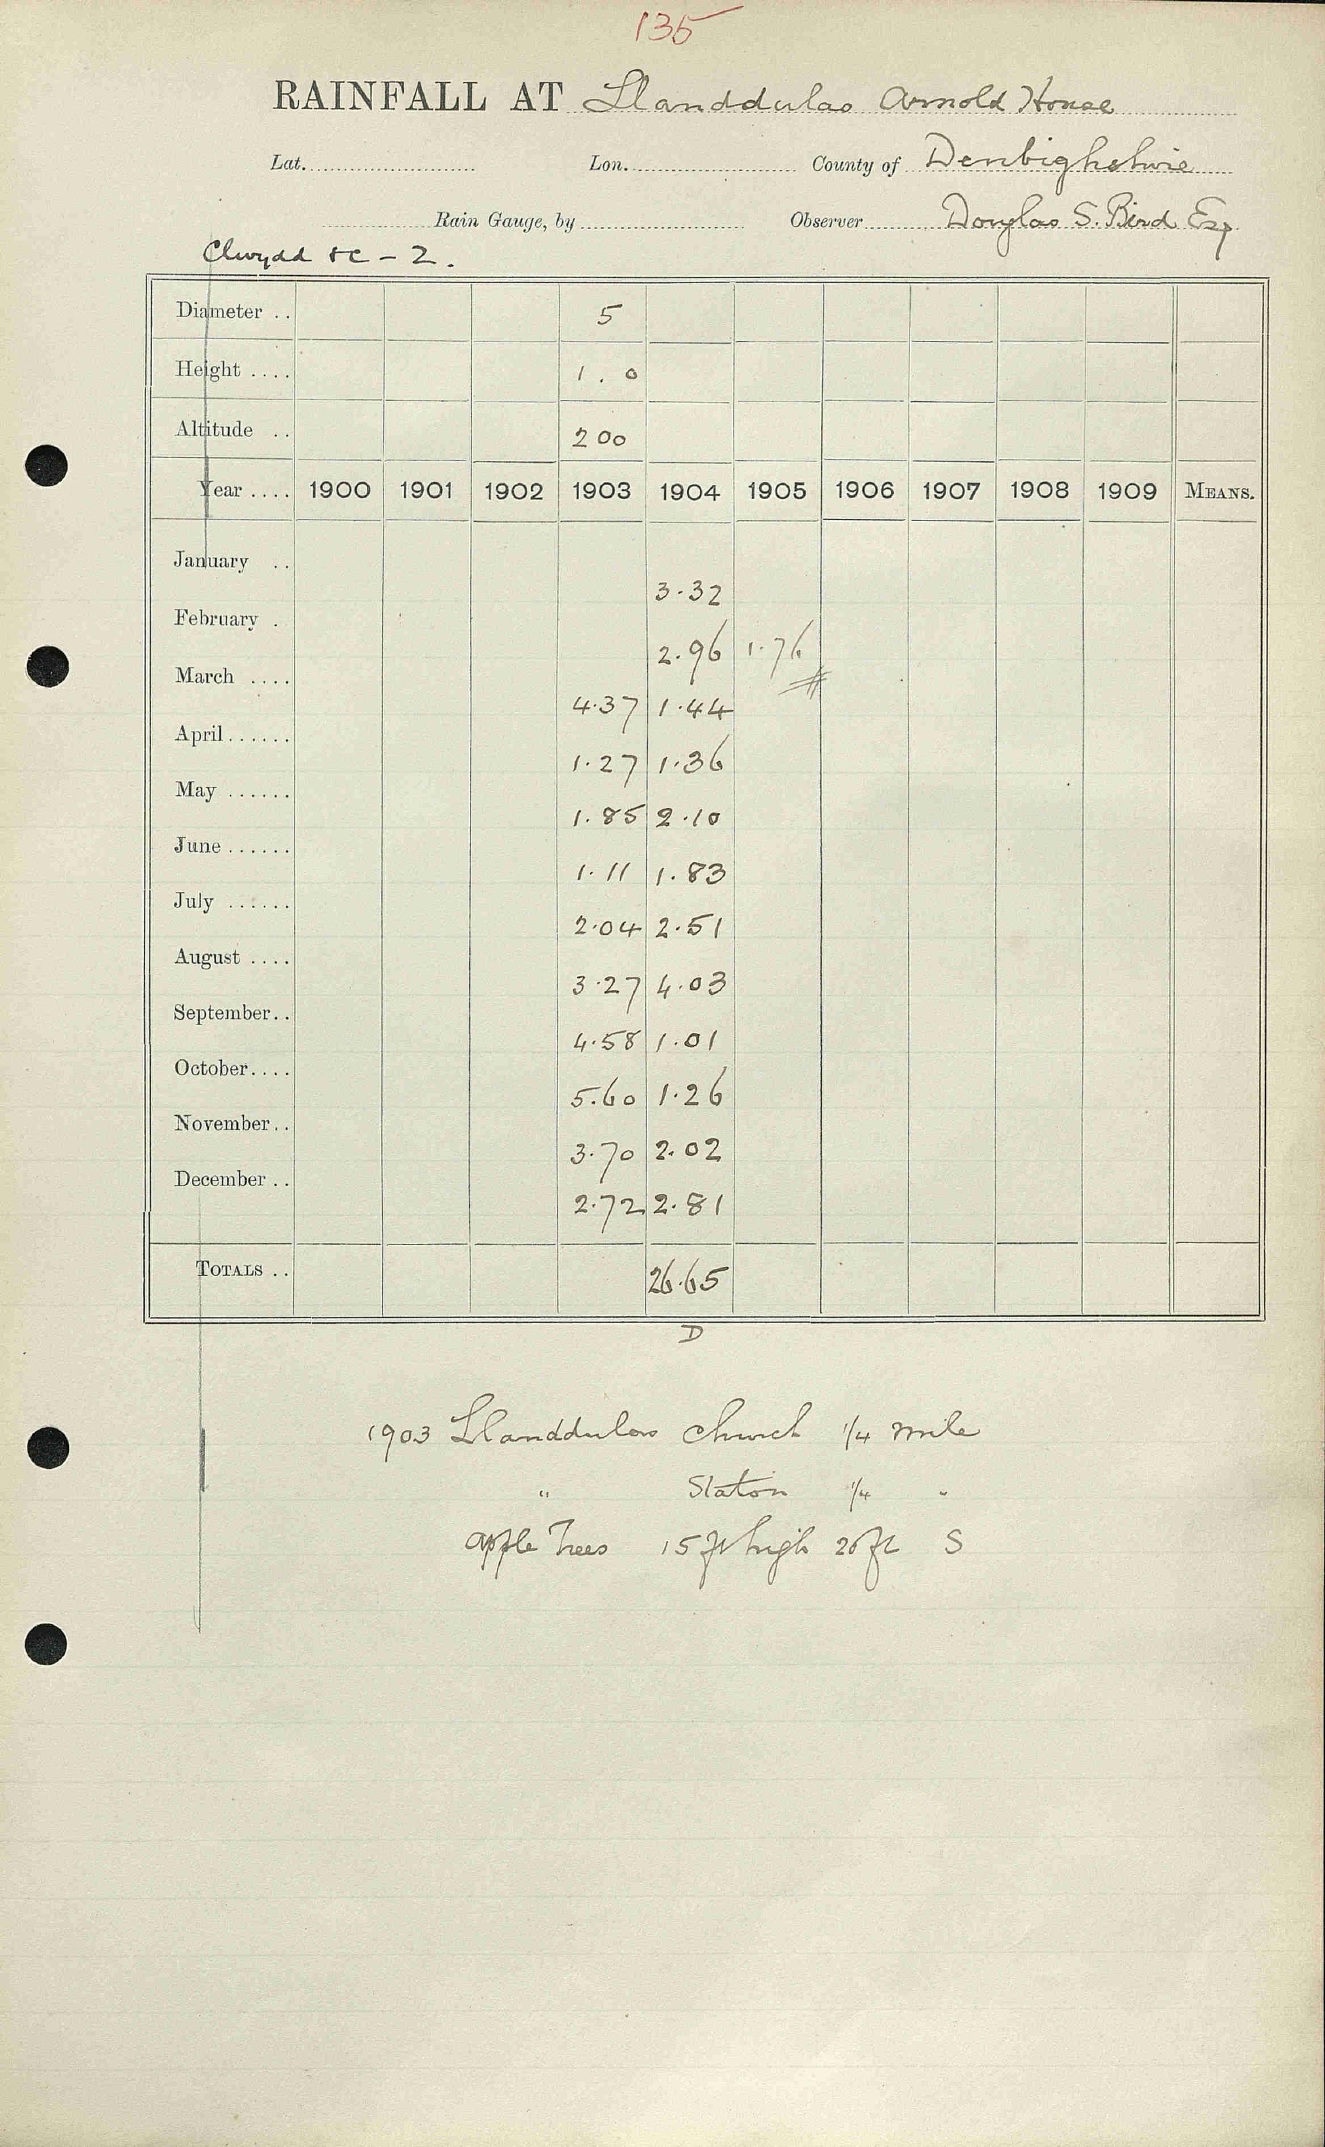 135
RAINFALL AT Llanddulas Arnold House
Lat. Lon. County of Denbighshire
Rain Gauge, by Observer Douglas S. Bird Esq
Clwydd &c - 2.
Diameter .. 5
Height .... 1.0
Altitude .. 200
Year .... 1900 1901 1902 1903 1904 1905 1906 1907 1908 1909 MEANS.
January .. 3.32
February . 2.96 1.76
March .... 4.37 1.44
April...... 1.27 1.36
May ...... 1.85 2.10
June ...... 1.11 1.83
July ...... 2.04 2.51
August .... 3.27 4.03
September.. 4.58 1.01
October.... 5.60 1.26
November.. 3.70 2.02
December .. 2.72 2.81
TOTALS .. 26.65
D
1903 Llanddulas Church 1/4 mile
" Station 1/4 "
apple Trees 15 ft high 20 ft S